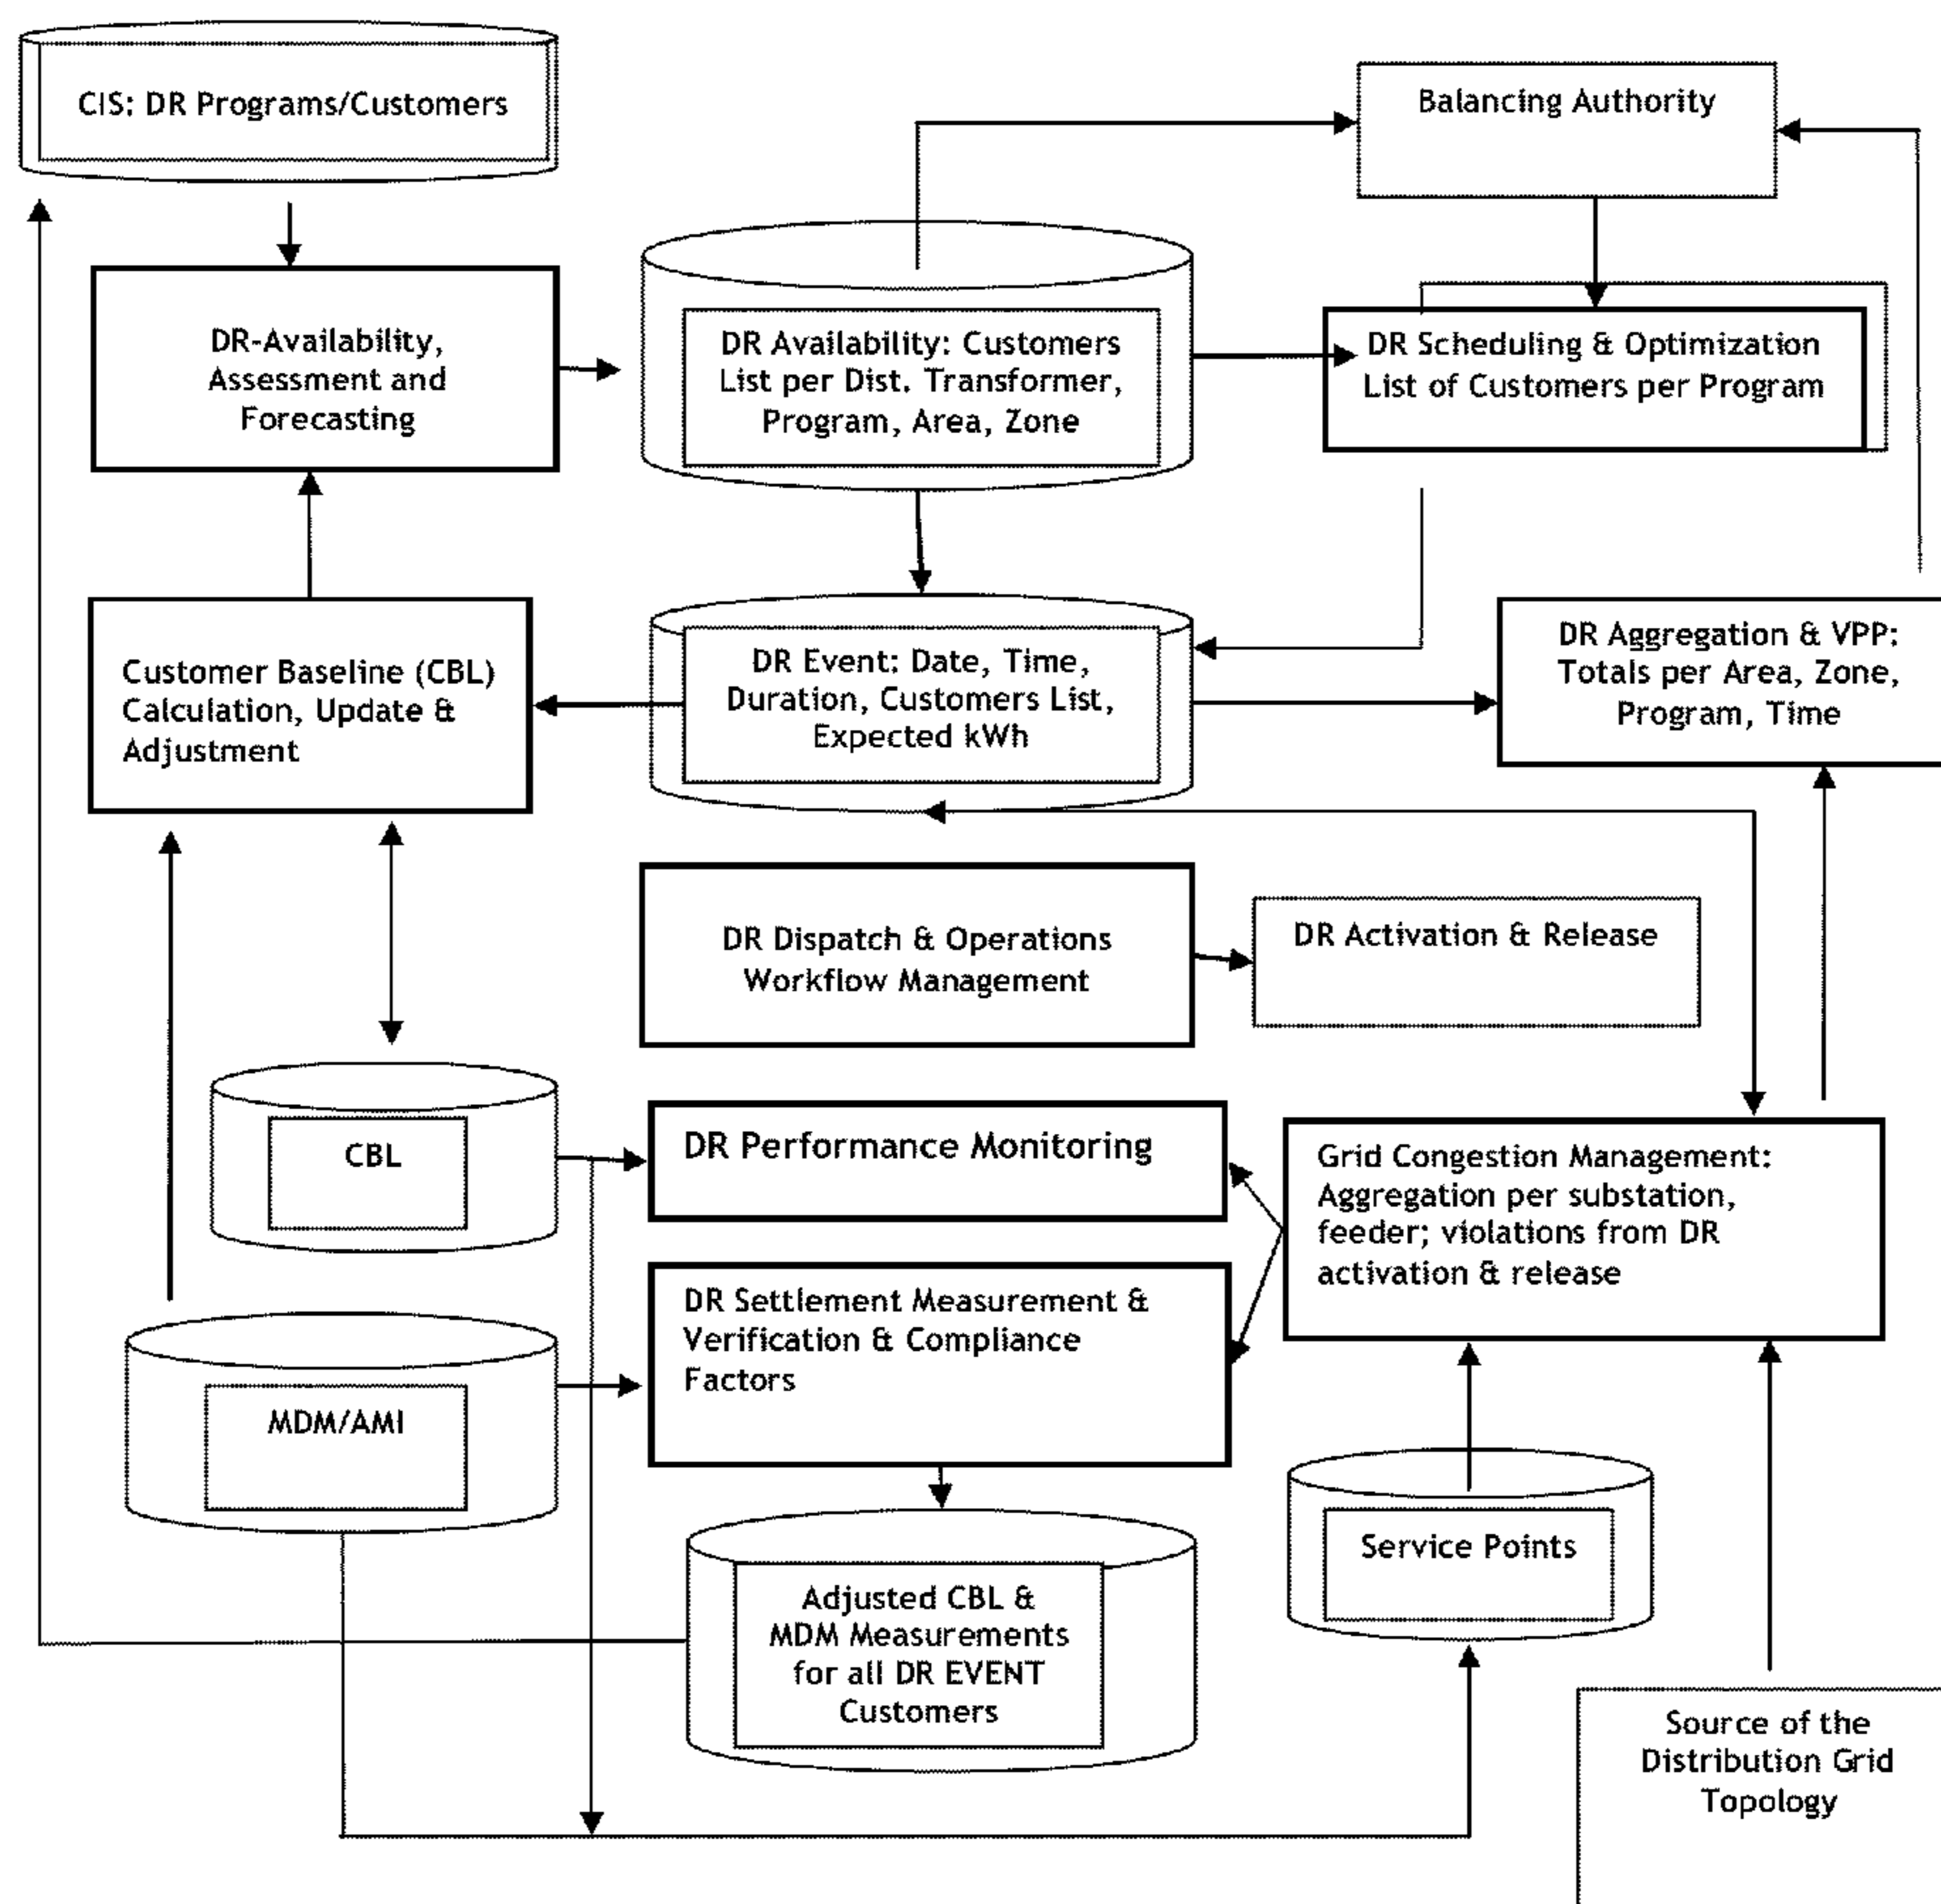 CIS: DR Programs/Customers
Balancing Authority
DR-Availability,
Assessment and
Forecasting
DR Availability: Customers
List per Dist. Transformer,
Program, Area, Zone
DR Scheduling & Optimization
List of Customers per Program
Customer Baseline (CBL)
Calculation, Update &
Adjustment
DR Event: Date, Time,
Duration, Customers List,
Expected kWh
DR Aggregation & VPP:
Totals per Area, Zone,
Program, Time
DR Dispatch & Operations
Workflow Management
DR Activation & Release
CBL
DR Performance Monitoring
Grid Congestion Management:
Aggregation per substation,
feeder; violations from DR
activation & release
MDM/AMI
DR Settlement Measurement &
Verification & Compliance
Factors
Service Points
Adjusted CBL &
MDM Measurements
for all DR EVENT
Customers
Source of the
Distribution Grid
Topology